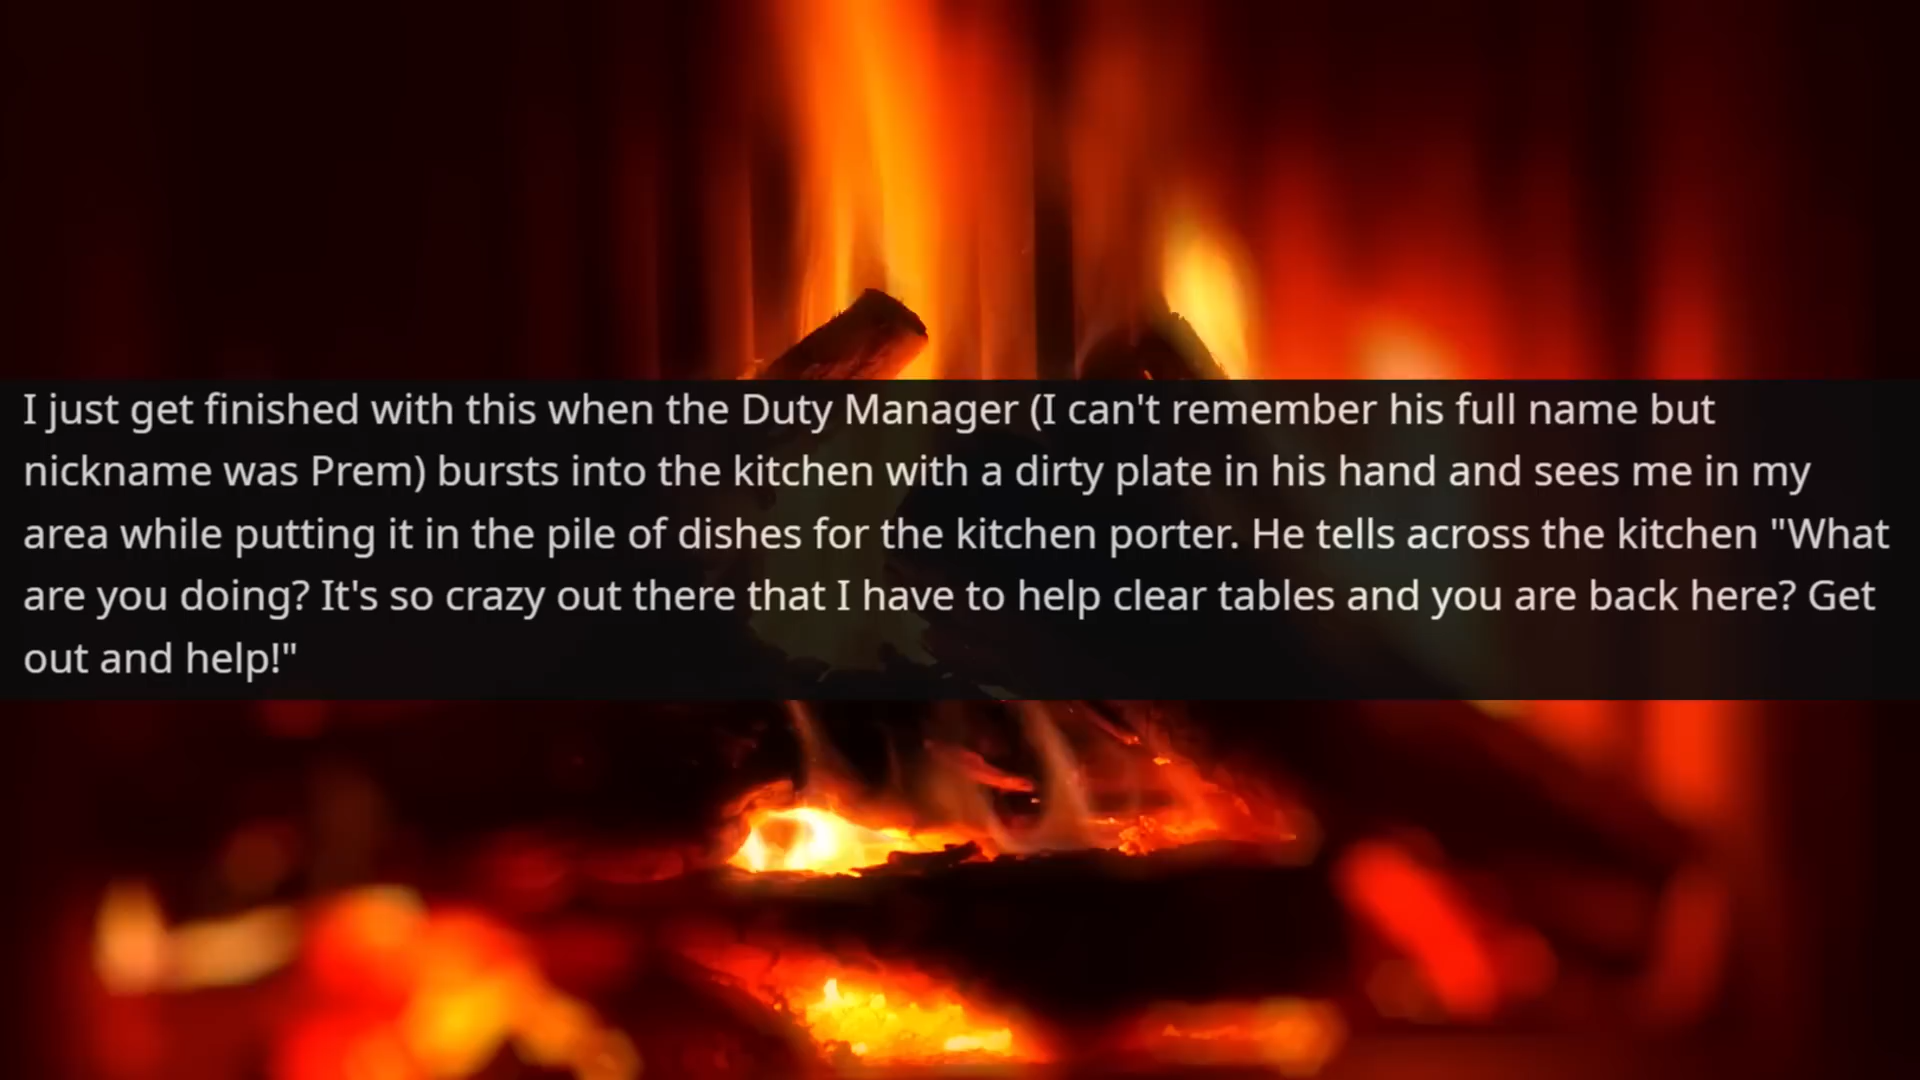 I just get finished with this when the Duty Manager (I can't remember his full name but
nickname was Prem) bursts into the kitchen with a dirty plate in his hand and sees me in my
area while putting it in the pile of dishes for the kitchen porter. He tells across the kitchen "What
are you doing? It's so crazy out there that I have to help clear tables and you are back here? Get
out and help!"